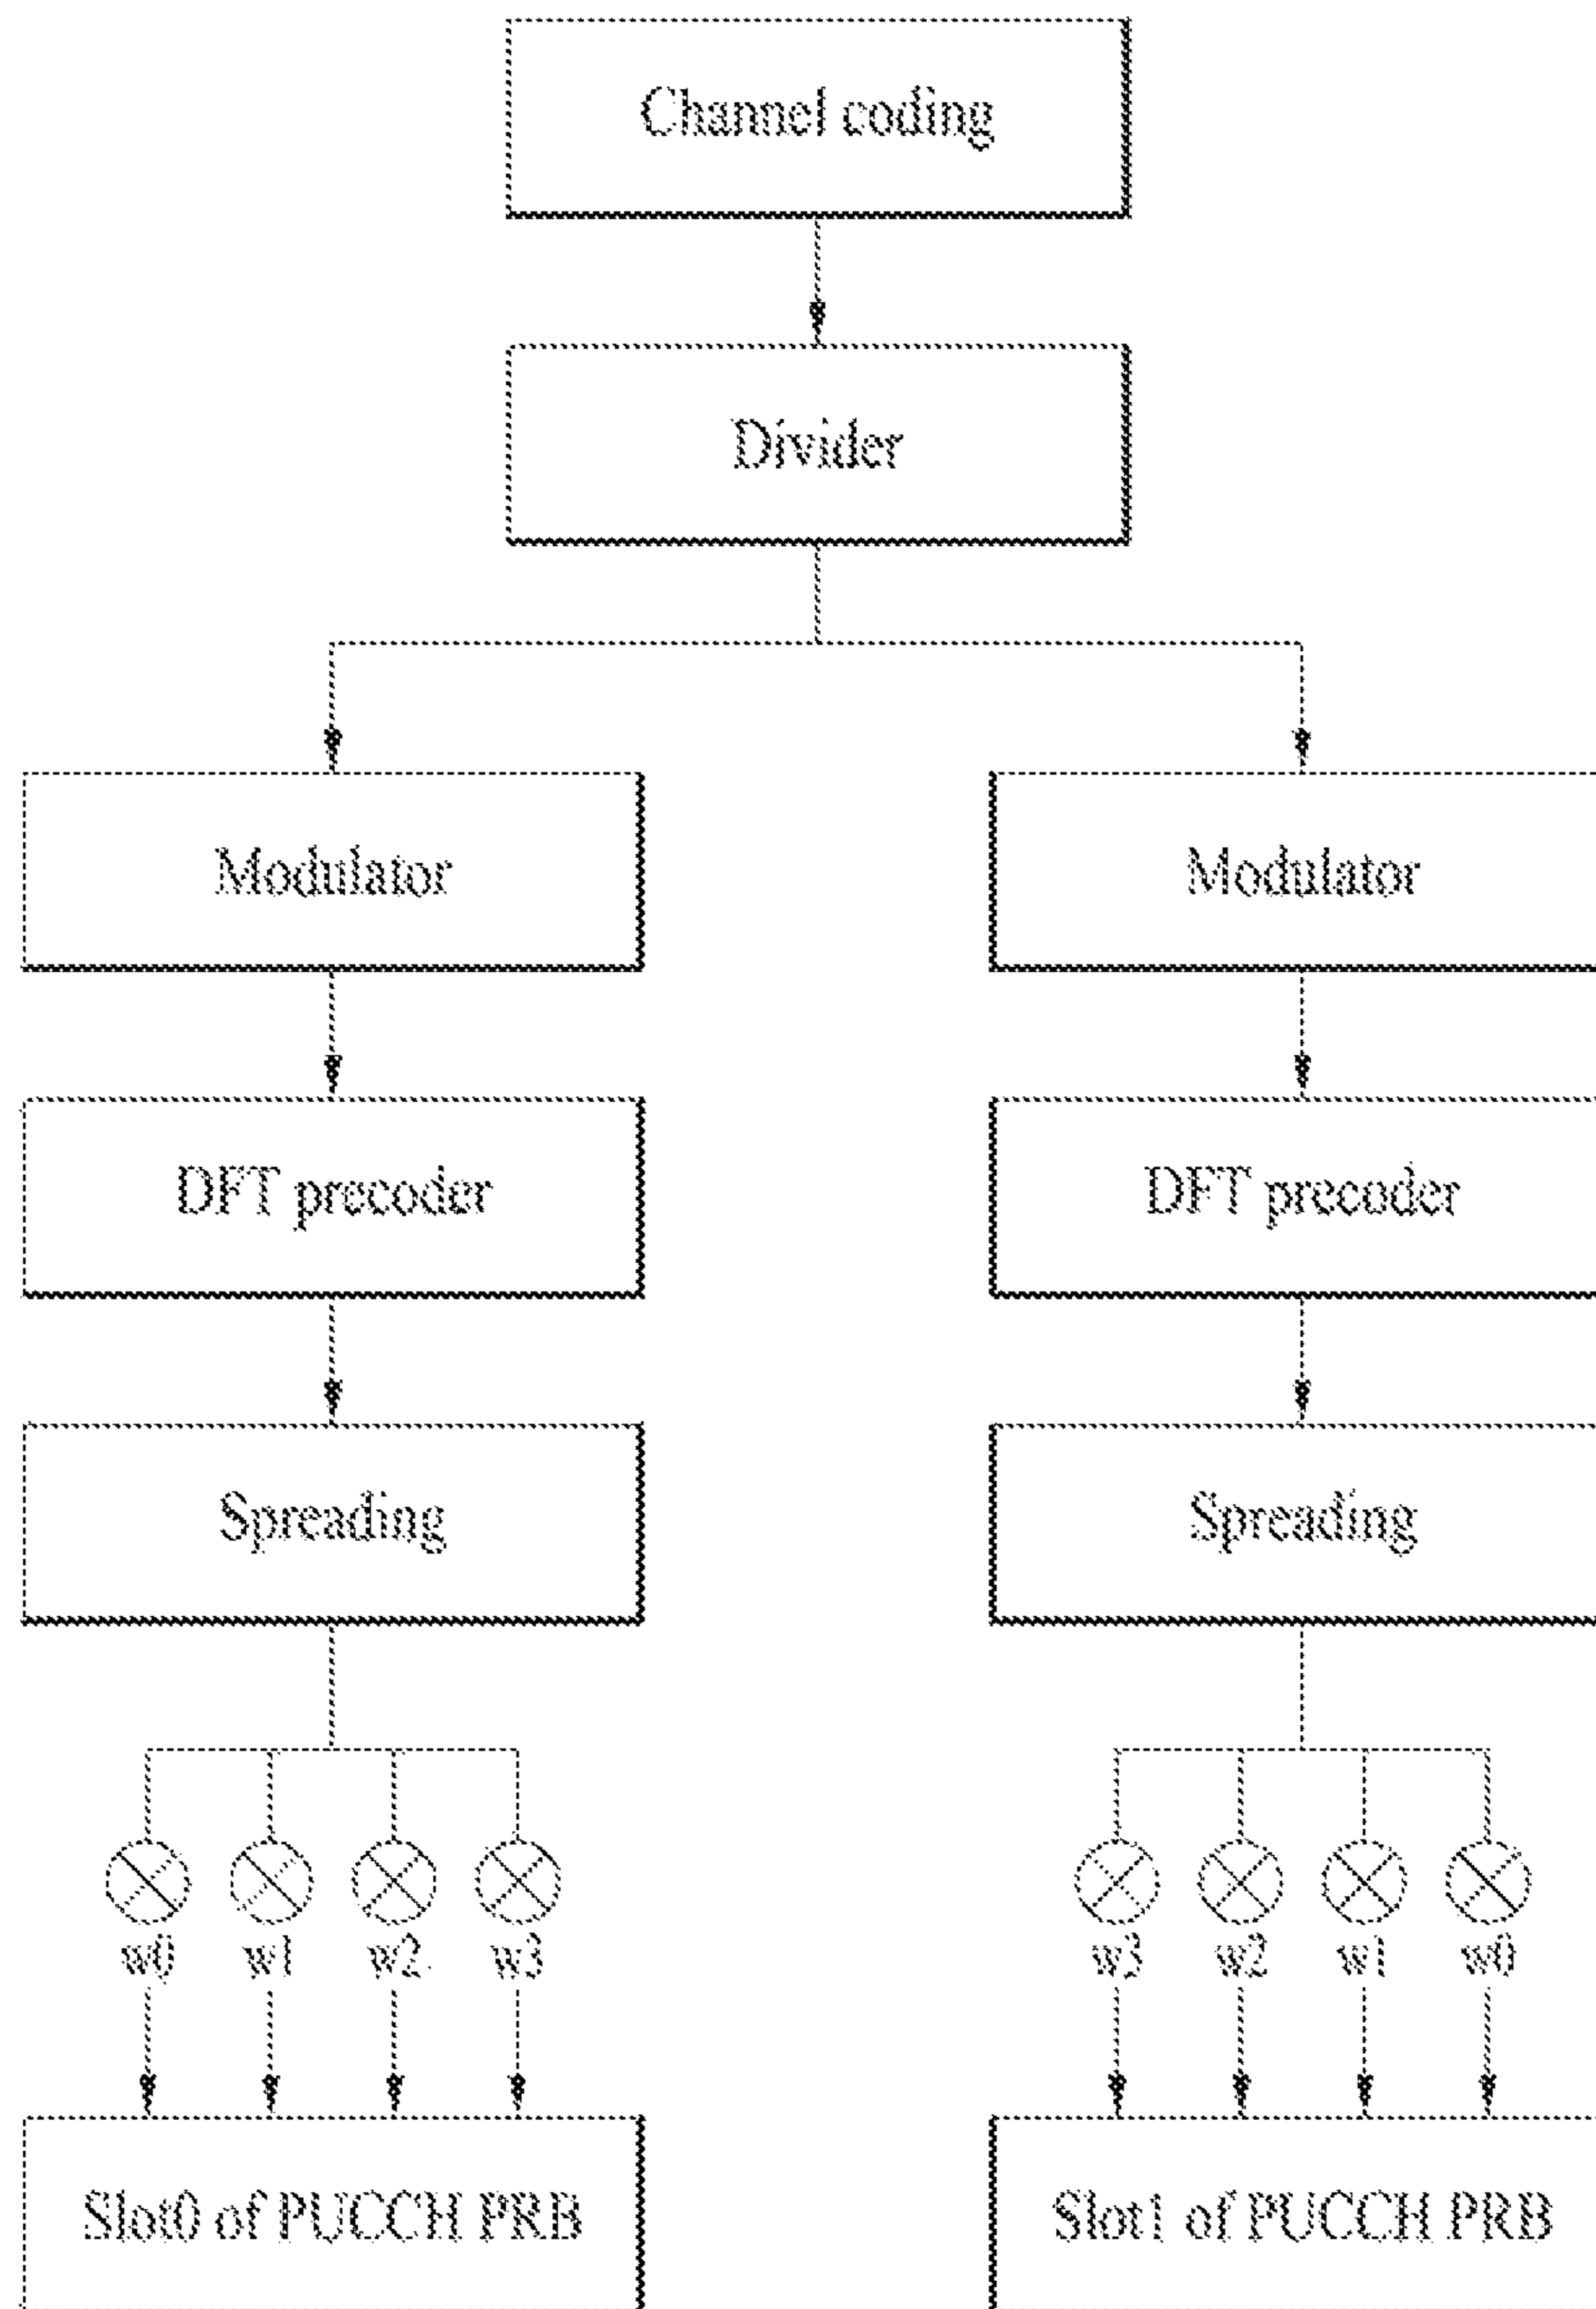 Channel coding
Divider
Modulator Modulator
DFT precoder DFT precoder
Spreading Spreading
w0 w1 w2 w3 w3 w2 w1 w0
Slot0 of PUCCH PRB Slot1 of PUCCH PRB